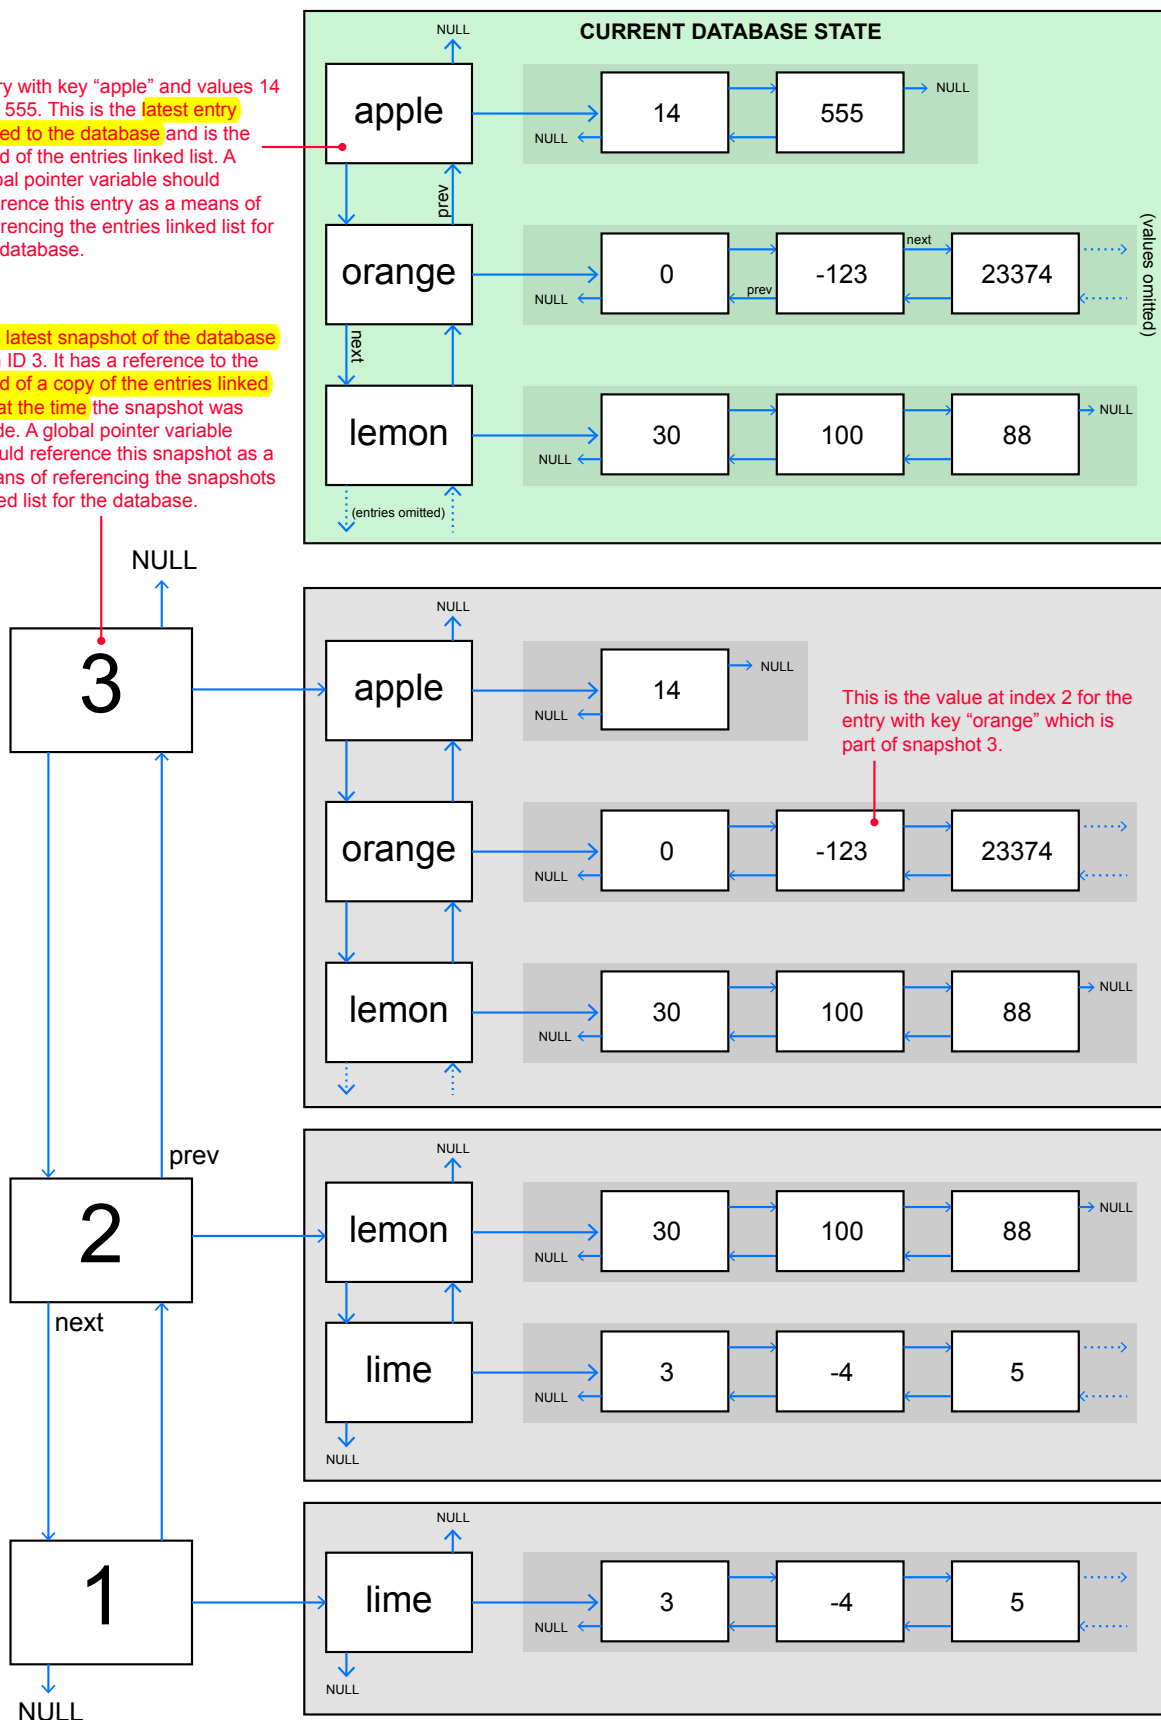 CURRENT DATABASE STATE
NULL
ry with key “apple” and values 14
555. This is the latest entry
ed to the database and is the
d of the entries linked list. A
bal pointer variable should
rence this entry as a means of
rencing the entries linked list for
database.
apple
14
555
NULL
NULL
prev
orange
0
-123
23374
NULL
prev
next
(values omitted)
next
lemon
30
100
88
NULL
NULL
(entries omitted)
latest snapshot of the database
ID 3. It has a reference to the
d of a copy of the entries linked
at the time the snapshot was
de. A global pointer variable
uld reference this snapshot as a
ans of referencing the snapshots
ed list for the database.
NULL
3
NULL
apple
14
NULL
NULL
This is the value at index 2 for the
entry with key “orange” which is
part of snapshot 3.
orange
0
-123
23374
NULL
lemon
30
100
88
NULL
NULL
prev
2
next
NULL
lemon
30
100
88
NULL
NULL
lime
3
-4
5
NULL
NULL
1
NULL
NULL
lime
3
-4
5
NULL
NULL